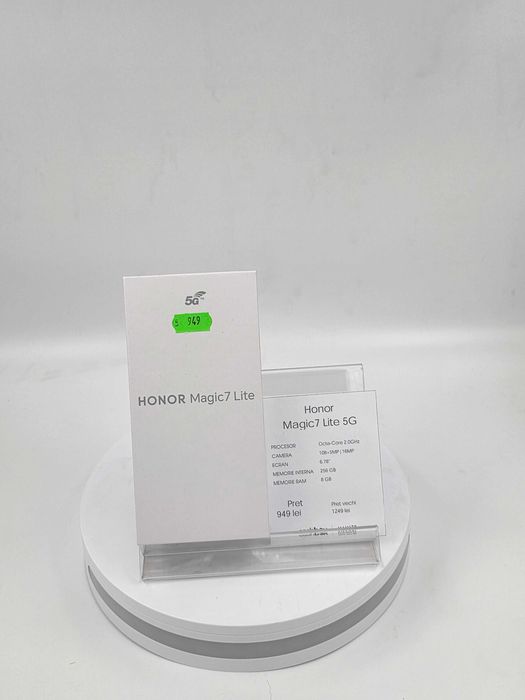 5G
949
HONOR Magic7 Lite
Honor
Magic7 Lite 5G
PROCESOR Octa-Core 2.0GHz
CAMERA 108+5MP | 16MP
ECRAN 6.78"
MEMORIE INTERNA 256 GB
MEMORIE RAM 8 GB
Pret Pret vechi
949 lei 1249 lei